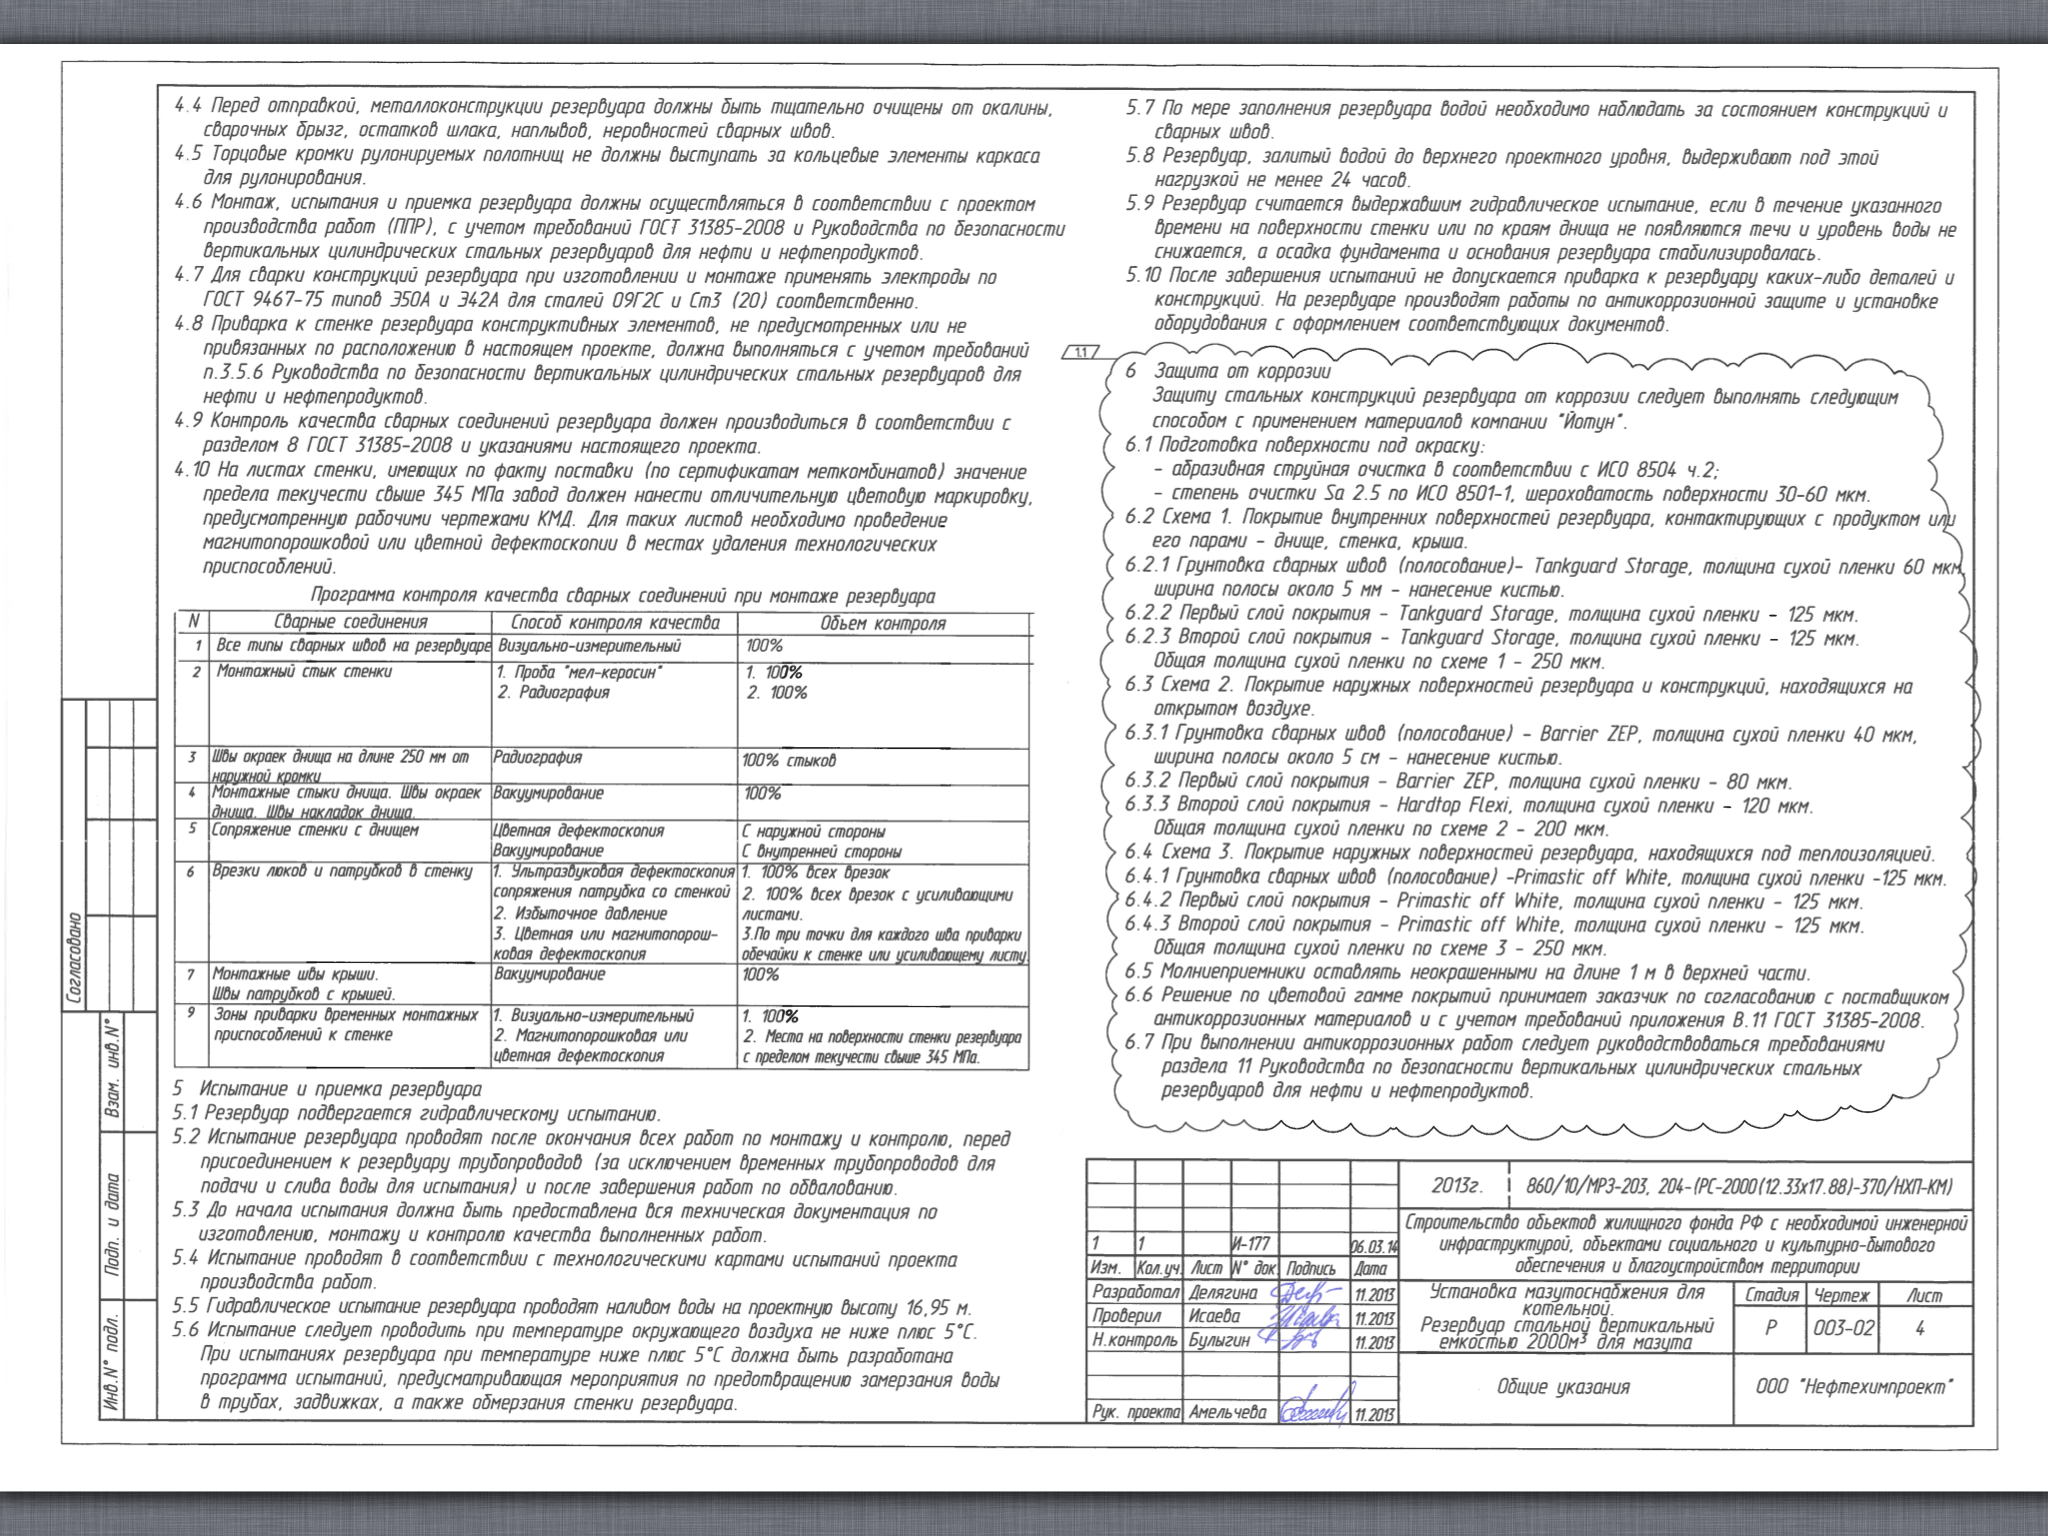 4.4 Перед отправкой, металлоконструкции резервуара должны быть тщательно очищены от окалины,
сварочных брызг, остатков шлака, наплывов, неровностей сварных швов.
4.5 Торцовые кромки рулонируемых полотнищ не должны выступать за кольцевые элементы каркаса
для рулонирования.
4.6 Монтаж, испытания и приемка резервуара должны осуществляться в соответствии с проектом
производства работ (ППР), с учетом требований ГОСТ 31385-2008 и Руководства по безопасности
вертикальных цилиндрических стальных резервуаров для нефти и нефтепродуктов.
4.7 Для сварки конструкций резервуара при изготовлении и монтаже применять электроды по
ГОСТ 9467-75 типов Э50А и Э42А для сталей 09Г2С и Ст3 (20) соответственно.
4.8 Приварка к стенке резервуара конструктивных элементов, не предусмотренных или не
привязанных по расположению в настоящем проекте, должна выполняться с учетом требований
п.3.5.6 Руководства по безопасности вертикальных цилиндрических стальных резервуаров для
нефти и нефтепродуктов.
4.9 Контроль качества сварных соединений резервуара должен производиться в соответствии с
разделом 8 ГОСТ 31385-2008 и указаниями настоящего проекта.
4.10 На листах стенки, имеющих по факту поставки (по сертификатам меткомбинатов) значение
предела текучести свыше 345 МПа завод должен нанести отличительную цветовую маркировку,
предусмотренную рабочими чертежами КМД. Для таких листов необходимо проведение
магнитопорошковой или цветной дефектоскопии в местах удаления технологических
приспособлений.
Программа контроля качества сварных соединений при монтаже резервуара
N Сварные соединения Способ контроля качества Объем контроля
1 Все типы сварных швов на резервуаре Визуально-измерительный 100%
2 Монтажный стык стенки 1. Проба "мел-керосин" 1. 100%
2. Радиография 2. 100%
3 Швы окраек днища на длине 250 мм от Радиография 100% стыков
наружной кромки
4 Монтажные стыки днища. Швы окраек Вакуумирование 100%
днища. Швы накладок днища.
5 Сопряжение стенки с днищем Цветная дефектоскопия С наружной стороны
Вакуумирование С внутренней стороны
6 Врезки люков и патрубков в стенку 1. Ультразвуковая дефектоскопия 1. 100% всех врезок
сопряжения патрубка со стенкой 2. 100% всех врезок с усиливающими
2. Избыточное давление листами.
3. Цветная или магнитопорош- 3.По три точки для каждого шва приварки
ковая дефектоскопия обечайки к стенке или усиливающему листу.
7 Монтажные швы крыши. Вакуумирование 100%
Швы патрубков с крышей.
9 Зоны приварки временных монтажных 1. Визуально-измерительный 1. 100%
приспособлений к стенке 2. Магнитопорошковая или 2. Места на поверхности стенки резервуара
цветная дефектоскопия с пределом текучести свыше 345 МПа.
5 Испытание и приемка резервуара
5.1 Резервуар подвергается гидравлическому испытанию.
5.2 Испытание резервуара проводят после окончания всех работ по монтажу и контролю, перед
присоединением к резервуару трубопроводов (за исключением временных трубопроводов для
подачи и слива воды для испытания) и после завершения работ по обвалованию.
5.3 До начала испытания должна быть предоставлена вся техническая документация по
изготовлению, монтажу и контролю качества выполненных работ.
5.4 Испытание проводят в соответствии с технологическими картами испытаний проекта
производства работ.
5.5 Гидравлическое испытание резервуара проводят наливом воды на проектную высоту 16,95 м.
5.6 Испытание следует проводить при температуре окружающего воздуха не ниже плюс 5°С.
При испытаниях резервуара при температуре ниже плюс 5°С должна быть разработана
программа испытаний, предусматривающая мероприятия по предотвращению замерзания воды
в трубах, задвижках, а также обмерзания стенки резервуара.
5.7 По мере заполнения резервуара водой необходимо наблюдать за состоянием конструкций и
сварных швов.
5.8 Резервуар, залитый водой до верхнего проектного уровня, выдерживают под этой
нагрузкой не менее 24 часов.
5.9 Резервуар считается выдержавшим гидравлическое испытание, если в течение указанного
времени на поверхности стенки или по краям днища не появляются течи и уровень воды не
снижается, а осадка фундамента и основания резервуара стабилизировалась.
5.10 После завершения испытаний не допускается приварка к резервуару каких-либо деталей и
конструкций. На резервуаре производят работы по антикоррозионной защите и установке
оборудования с оформлением соответствующих документов.
1.1
6 Защита от коррозии
Защиту стальных конструкций резервуара от коррозии следует выполнять следующим
способом с применением материалов компании "Йотун".
6.1 Подготовка поверхности под окраску:
- абразивная струйная очистка в соответствии с ИСО 8504 ч.2;
- степень очистки Sa 2.5 по ИСО 8501-1, шероховатость поверхности 30-60 мкм.
6.2 Схема 1. Покрытие внутренних поверхностей резервуара, контактирующих с продуктом или
его парами - днище, стенка, крыша.
6.2.1 Грунтовка сварных швов (полосование)- Tankguard Storage, толщина сухой пленки 60 мкм,
ширина полосы около 5 мм - нанесение кистью.
6.2.2 Первый слой покрытия - Tankguard Storage, толщина сухой пленки - 125 мкм.
6.2.3 Второй слой покрытия - Tankguard Storage, толщина сухой пленки - 125 мкм.
Общая толщина сухой пленки по схеме 1 - 250 мкм.
6.3 Схема 2. Покрытие наружных поверхностей резервуара и конструкций, находящихся на
открытом воздухе.
6.3.1 Грунтовка сварных швов (полосование) - Barrier ZEP, толщина сухой пленки 40 мкм,
ширина полосы около 5 см - нанесение кистью.
6.3.2 Первый слой покрытия - Barrier ZEP, толщина сухой пленки - 80 мкм.
6.3.3 Второй слой покрытия - Hardtop Flexi, толщина сухой пленки - 120 мкм.
Общая толщина сухой пленки по схеме 2 - 200 мкм.
6.4 Схема 3. Покрытие наружных поверхностей резервуара, находящихся под теплоизоляцией.
6.4.1 Грунтовка сварных швов (полосование) -Primastic off White, толщина сухой пленки -125 мкм.
6.4.2 Первый слой покрытия - Primastic off White, толщина сухой пленки - 125 мкм.
6.4.3 Второй слой покрытия - Primastic off White, толщина сухой пленки - 125 мкм.
Общая толщина сухой пленки по схеме 3 - 250 мкм.
6.5 Молниеприемники оставлять неокрашенными на длине 1 м в верхней части.
6.6 Решение по цветовой гамме покрытий принимает заказчик по согласованию с поставщиком
антикоррозионных материалов и с учетом требований приложения В.11 ГОСТ 31385-2008.
6.7 При выполнении антикоррозионных работ следует руководствоваться требованиями
раздела 11 Руководства по безопасности вертикальных цилиндрических стальных
резервуаров для нефти и нефтепродуктов.
Согласовано
Взам. инв.N°
Подп. и дата
Инв.N° подл.
2013г. 860/10/МРЗ-203, 204-(РС-2000(12.33х17.88)-370/НХП-КМ)
Строительство объектов жилищного фонда РФ с необходимой инженерной
инфраструктурой, объектами социального и культурно-бытового
обеспечения и благоустройством территории
1 1 И-177 06.03.14
Изм. Кол.уч. Лист N° док. Подпись Дата
Разработал Делягина 11.2013
Проверил Исаева 11.2013
Н.контроль Булыгин 11.2013
Рук. проекта Амельчева 11.2013
Установка мазутоснабжения для
котельной.
Резервуар стальной вертикальный
емкостью 2000м³ для мазута
Стадия Чертеж Лист
Р 003-02 4
Общие указания
ООО "Нефтехимпроект"